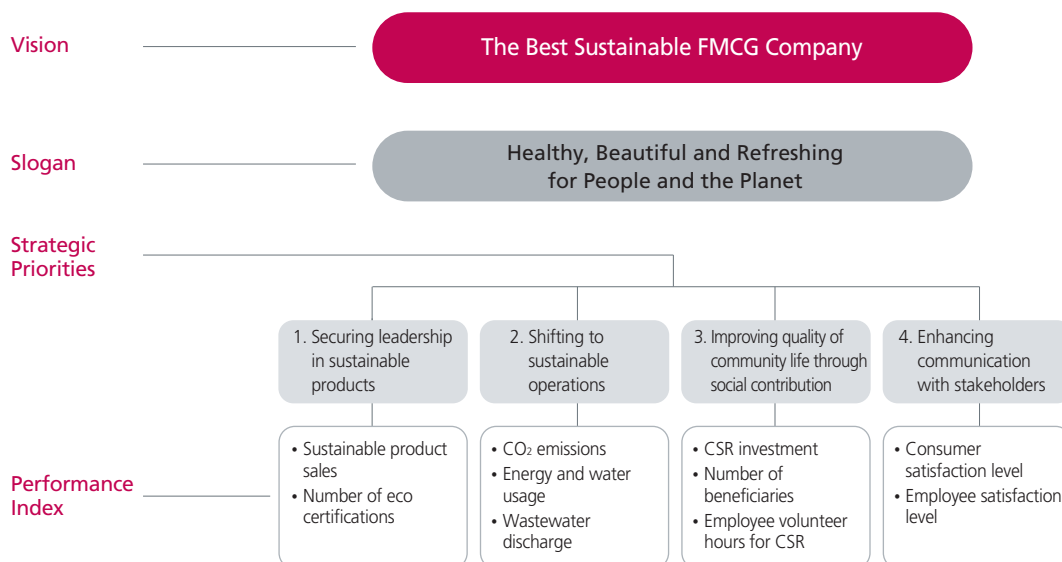 Vision
The Best Sustainable FMCG Company
Slogan
Healthy, Beautiful and Refreshing
for People and the Planet
Strategic
Priorities
1. Securing leadership
in sustainable
products
2. Shifting to
sustainable
operations
3. Improving quality of
community life through
social contribution
4. Enhancing
communication
with stakeholders
Performance
Index
• Sustainable product
sales
• Number of eco
certifications
• CO₂ emissions
• Energy and water
usage
• Wastewater
discharge
• CSR investment
• Number of
beneficiaries
• Employee volunteer
hours for CSR
• Consumer
satisfaction level
• Employee satisfaction
level